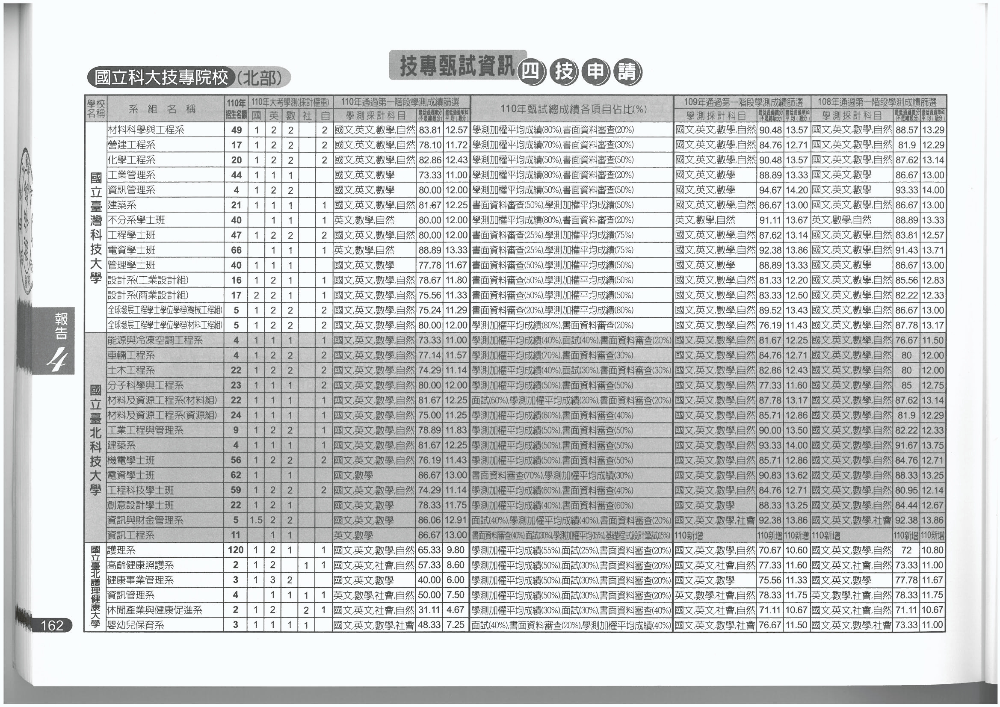 技專甄試資訊 四技申請
國立科大技專院校(北部)
學校名稱 系組名稱 110年招生名額 110年大考學測(採計權重) 110年通過第一階段學測成績篩選 110年甄試總成績各項目佔比(%) 109年通過第一階段學測成績篩選 108年通過第一階段學測成績篩選
國 英 數 社 自 學測採計科目 最低通過總分(不是總級分) 最低通過單科平均(級分) 學測採計科目 最低通過總分(不是總級分) 最低通過單科平均(級分) 學測採計科目 最低通過總分(不是總級分) 最低通過單科平均(級分)
國立臺灣科技大學
材料科學與工程系 49 1 2 2 2 國文,英文,數學,自然 83.81 12.57 學測加權平均成績(80%),書面資料審查(20%) 國文,英文,數學,自然 90.48 13.57 國文,英文,數學,自然 88.57 13.29
營建工程系 17 1 2 2 2 國文,英文,數學,自然 78.10 11.72 學測加權平均成績(70%),書面資料審查(30%) 國文,英文,數學,自然 84.76 12.71 國文,英文,數學,自然 81.9 12.29
化學工程系 20 1 2 2 2 國文,英文,數學,自然 82.86 12.43 學測加權平均成績(50%),書面資料審查(50%) 國文,英文,數學,自然 90.48 13.57 國文,英文,數學,自然 87.62 13.14
工業管理系 44 1 1 1 國文,英文,數學 73.33 11.00 學測加權平均成績(80%),書面資料審查(20%) 國文,英文,數學 88.89 13.33 國文,英文,數學 86.67 13.00
資訊管理系 4 1 2 2 國文,英文,數學 80.00 12.00 學測加權平均成績(50%),書面資料審查(50%) 國文,英文,數學 94.67 14.20 國文,英文,數學 93.33 14.00
建築系 21 1 1 1 1 國文,英文,數學,自然 81.67 12.25 書面資料審查(50%),學測加權平均成績(50%) 國文,英文,數學,自然 86.67 13.00 國文,英文,數學,自然 86.67 13.00
不分系學士班 40 1 1 1 英文,數學,自然 80.00 12.00 學測加權平均成績(80%),書面資料審查(20%) 英文,數學,自然 91.11 13.67 英文,數學,自然 88.89 13.33
工程學士班 47 1 2 2 2 國文,英文,數學,自然 80.00 12.00 書面資料審查(25%),學測加權平均成績(75%) 國文,英文,數學,自然 87.62 13.14 國文,英文,數學,自然 83.81 12.57
電資學士班 66 1 1 1 英文,數學,自然 88.89 13.33 書面資料審查(25%),學測加權平均成績(75%) 國文,英文,數學,自然 92.38 13.86 國文,英文,數學,自然 91.43 13.71
管理學士班 40 1 1 1 國文,英文,數學 77.78 11.67 書面資料審查(50%),學測加權平均成績(50%) 國文,英文,數學 88.89 13.33 國文,英文,數學 86.67 13.00
設計系(工業設計組) 16 1 2 1 1 國文,英文,數學,自然 78.67 11.80 書面資料審查(50%),學測加權平均成績(50%) 國文,英文,數學,自然 81.33 12.20 國文,英文,數學,自然 85.56 12.83
設計系(商業設計組) 17 2 2 1 1 國文,英文,數學,自然 75.56 11.33 書面資料審查(50%),學測加權平均成績(50%) 國文,英文,數學,自然 83.33 12.50 國文,英文,數學,自然 82.22 12.33
全球發展工程學士學位學程(機械工程組) 5 1 2 2 2 國文,英文,數學,自然 75.24 11.29 書面資料審查(20%),學測加權平均成績(80%) 國文,英文,數學,自然 89.52 13.43 國文,英文,數學,自然 86.67 13.00
全球發展工程學士學位學程(材料工程組) 5 1 2 2 2 國文,英文,數學,自然 80.00 12.00 學測加權平均成績(80%),書面資料審查(20%) 國文,英文,數學,自然 76.19 11.43 國文,英文,數學,自然 87.78 13.17
國立臺北科技大學
能源與冷凍空調工程系 4 1 1 1 1 國文,英文,數學,自然 73.33 11.00 學測加權平均成績(40%),面試(40%),書面資料審查(20%) 國文,英文,數學,自然 81.67 12.25 國文,英文,數學,自然 76.67 11.50
車輛工程系 4 1 2 2 2 國文,英文,數學,自然 77.14 11.57 學測加權平均成績(70%),書面資料審查(30%) 國文,英文,數學,自然 84.76 12.71 國文,英文,數學,自然 80 12.00
土木工程系 22 1 2 2 2 國文,英文,數學,自然 74.29 11.14 學測加權平均成績(40%),面試(30%),書面資料審查(30%) 國文,英文,數學,自然 82.86 12.43 國文,英文,數學,自然 80 12.00
分子科學與工程系 23 1 1 1 2 國文,英文,數學,自然 80.00 12.00 學測加權平均成績(50%),書面資料審查(50%) 國文,英文,數學,自然 77.33 11.60 國文,英文,數學,自然 85 12.75
材料及資源工程系(材料組) 22 1 1 1 1 國文,英文,數學,自然 81.67 12.25 面試(60%),學測加權平均成績(20%),書面資料審查(20%) 國文,英文,數學,自然 87.78 13.17 國文,英文,數學,自然 87.62 13.14
材料及資源工程系(資源組) 24 1 1 1 1 國文,英文,數學,自然 75.00 11.25 學測加權平均成績(60%),書面資料審查(40%) 國文,英文,數學,自然 85.71 12.86 國文,英文,數學,自然 81.9 12.29
工業工程與管理系 9 1 2 2 1 國文,英文,數學,自然 78.89 11.83 學測加權平均成績(50%),書面資料審查(50%) 國文,英文,數學,自然 90.00 13.50 國文,英文,數學,自然 82.22 12.33
建築系 4 1 1 1 1 國文,英文,數學,自然 81.67 12.25 學測加權平均成績(50%),書面資料審查(50%) 國文,英文,數學,自然 93.33 14.00 國文,英文,數學,自然 91.67 13.75
機電學士班 56 1 2 2 2 國文,英文,數學,自然 76.19 11.43 學測加權平均成績(50%),書面資料審查(50%) 國文,英文,數學,自然 85.71 12.86 國文,英文,數學,自然 84.76 12.71
電資學士班 62 1 1 國文,數學 86.67 13.00 書面資料審查(70%),學測加權平均成績(30%) 國文,英文,數學,自然 90.83 13.62 國文,英文,數學,自然 88.33 13.25
工程科技學士班 59 1 2 2 2 國文,英文,數學,自然 74.29 11.14 學測加權平均成績(60%),書面資料審查(40%) 國文,英文,數學,自然 84.76 12.71 國文,英文,數學,自然 80.95 12.14
創意設計學士班 22 1 2 1 國文,英文,數學 78.33 11.75 學測加權平均成績(40%),書面資料審查(60%) 國文,英文,數學 88.33 13.25 國文,英文,數學,自然 84.44 12.67
資訊與財金管理系 5 1.5 2 2 國文,英文,數學 86.06 12.91 面試(40%),學測加權平均成績(40%),書面資料審查(20%) 國文,英文,數學,社會 92.38 13.86 國文,英文,數學,社會 92.38 13.86
資訊工程系 11 1 1 英文,數學 86.67 13.00 書面資料審查(40%),面試(30%),學測加權平均(15%),基礎程式設計筆試(15%) 110新增 110新增 110新增 110新增 110新增 110新增
國立臺北護理健康大學
護理系 120 1 2 1 1 國文,英文,數學,自然 65.33 9.80 學測加權平均成績(55%),面試(25%),書面資料審查(20%) 國文,英文,數學,自然 70.67 10.60 國文,英文,數學,自然 72 10.80
高齡健康照護系 2 1 2 1 1 國文,英文,社會,自然 57.33 8.60 學測加權平均成績(50%),面試(30%),書面資料審查(20%) 國文,英文,社會,自然 77.33 11.60 國文,英文,社會,自然 73.33 11.00
健康事業管理系 3 1 3 2 國文,英文,數學 40.00 6.00 學測加權平均成績(50%),面試(30%),書面資料審查(20%) 國文,英文,數學 75.56 11.33 國文,英文,數學 77.78 11.67
資訊管理系 4 1 1 1 1 英文,數學,社會,自然 50.00 7.50 學測加權平均成績(50%),面試(30%),書面資料審查(20%) 英文,數學,社會,自然 78.33 11.75 英文,數學,社會,自然 78.33 11.75
休閒產業與健康促進系 2 1 2 2 1 國文,英文,社會,自然 31.11 4.67 學測加權平均成績(30%),面試(30%),書面資料審查(40%) 國文,英文,社會,自然 71.11 10.67 國文,英文,社會,自然 71.11 10.67
嬰幼兒保育系 3 1 1 1 1 國文,英文,數學,社會 48.33 7.25 面試(40%),書面資料審查(20%),學測加權平均成績(40%) 國文,英文,數學,社會 76.67 11.50 國文,英文,數學,社會 73.33 11.00
報告
4
162